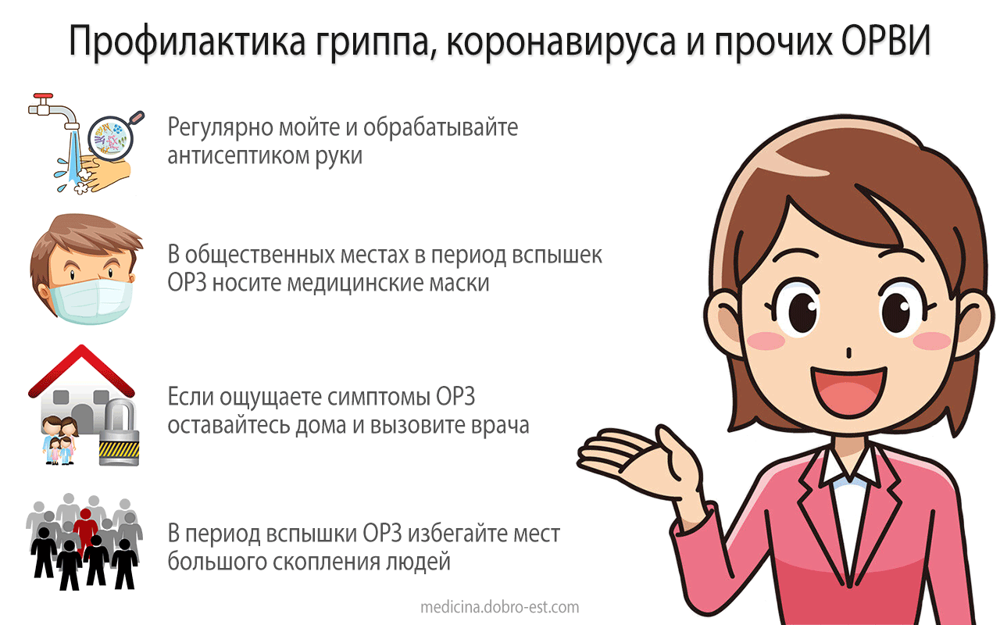 Профилактика гриппа, коронавируса и прочих ОРВИ
Регулярно мойте и обрабатывайте
антисептиком руки
В общественных местах в период вспышек
ОРЗ носите медицинские маски
Если ощущаете симптомы ОРЗ
оставайтесь дома и вызовите врача
В период вспышки ОРЗ избегайте мест
большого скопления людей
medicina.dobro-est.com